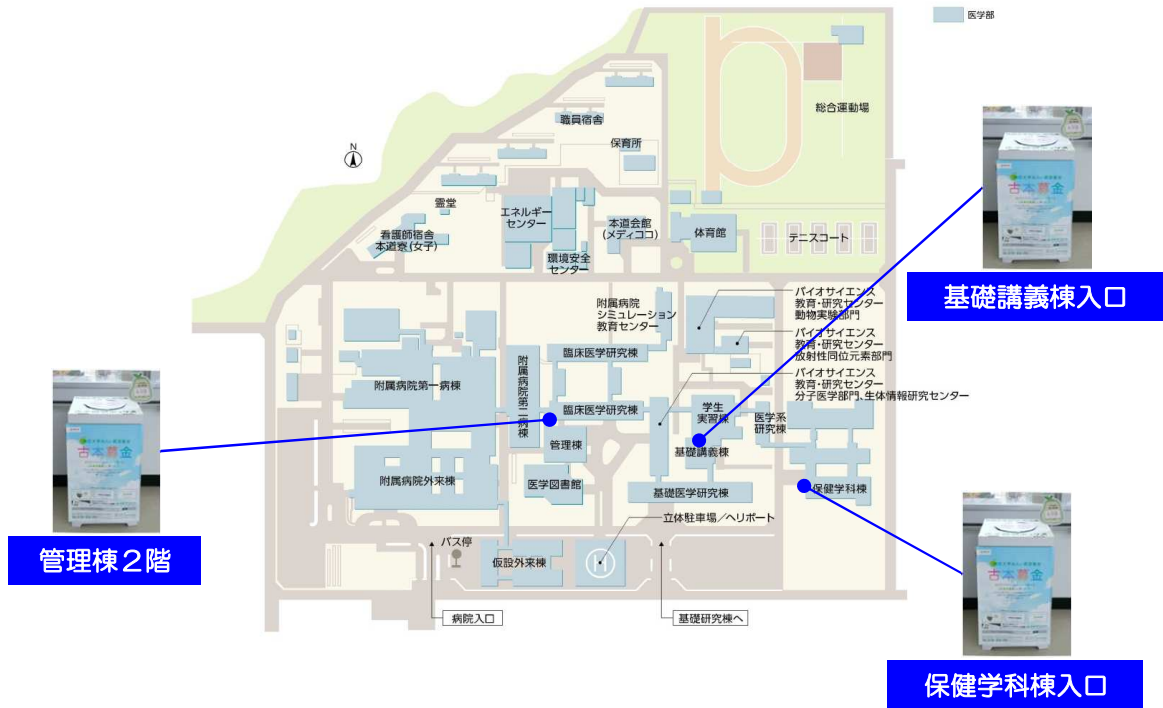 医学部
総合運動場
職員宿舎
保育所
N
霊堂
エネルギー
センター
本道会館
(メディココ)
体育館
テニスコート
看護師宿舎
本道寮(女子)
環境安全
センター
古本募金
基礎講義棟入口
附属病院
シミュレーション
教育センター
バイオサイエンス
教育・研究センター
動物実験部門
バイオサイエンス
教育・研究センター
放射性同位元素部門
バイオサイエンス
教育・研究センター
分子医学部門、生体情報研究センター
臨床医学研究棟
附属病院第一病棟
附属病院第二病棟
臨床医学研究棟
学生
実習棟
医学系
研究棟
管理棟
基礎講義棟
附属病院外来棟
医学図書館
基礎医学研究棟
保健学科棟
古本募金
管理棟2階
立体駐車場/ヘリポート
バス停
仮設外来棟
H
病院入口
基礎研究棟へ
古本募金
保健学科棟入口